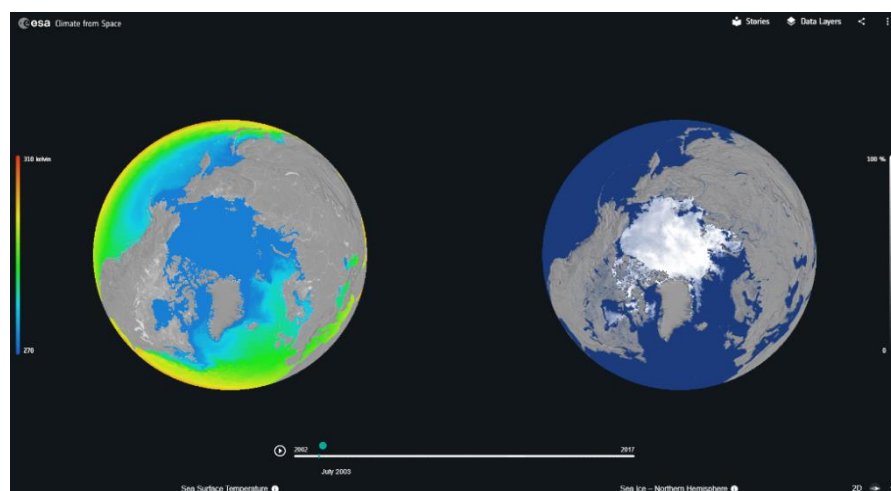 esa Climate from Space
Stories Data Layers
310 kelvin
270
100 %
0
2002 2017
July 2003
Sea Surface Temperature
Sea Ice – Northern Hemisphere
2D